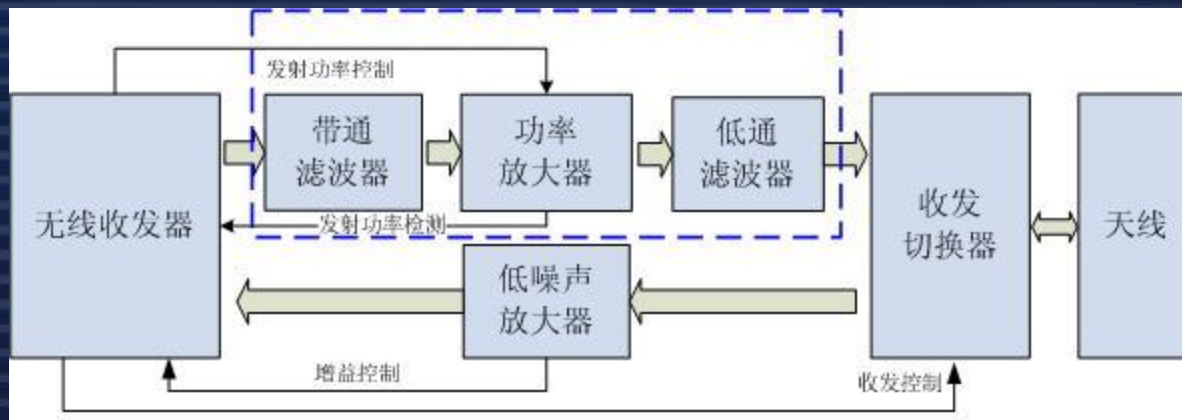 发射功率控制
带通
滤波器
功率
放大器
低通
滤波器
无线收发器
发射功率检测
收发
切换器
天线
低噪声
放大器
增益控制
收发控制